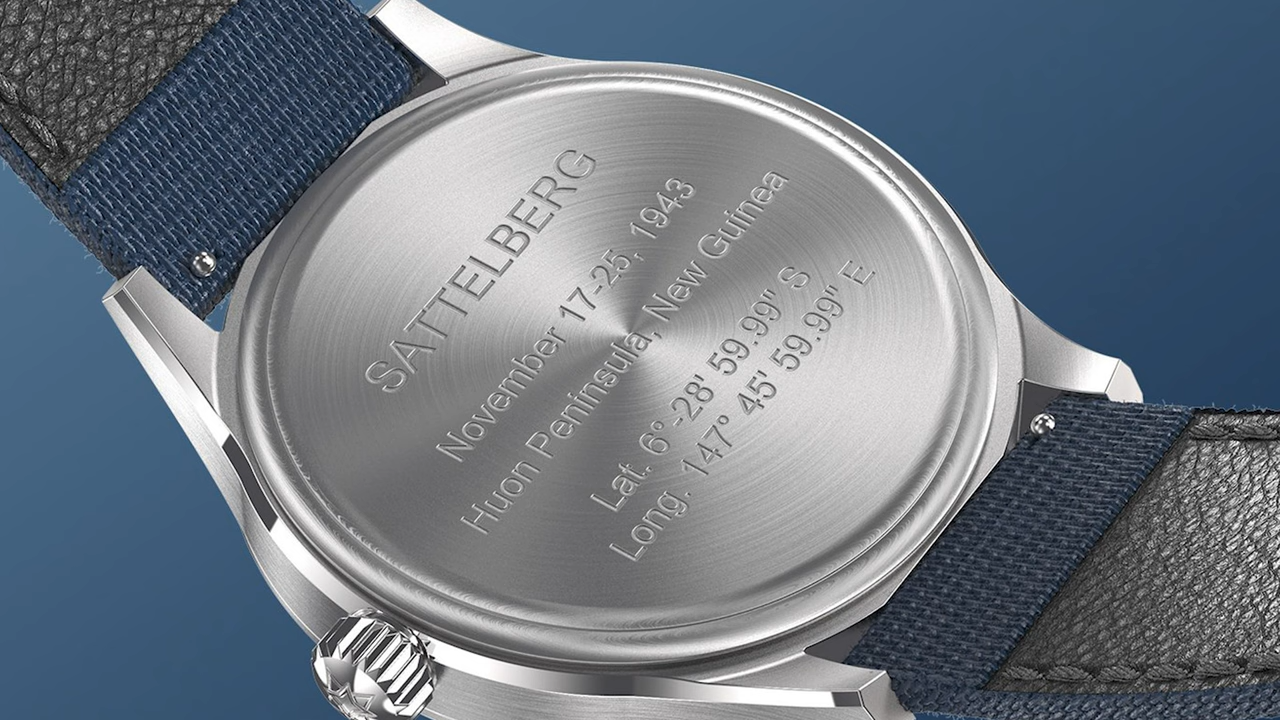 SATTELBERG
November 17-25, 1943
Huon Peninsula, New Guinea
Lat. 6°-28' 59.99" S
Long. 147° 45' 59.99" E